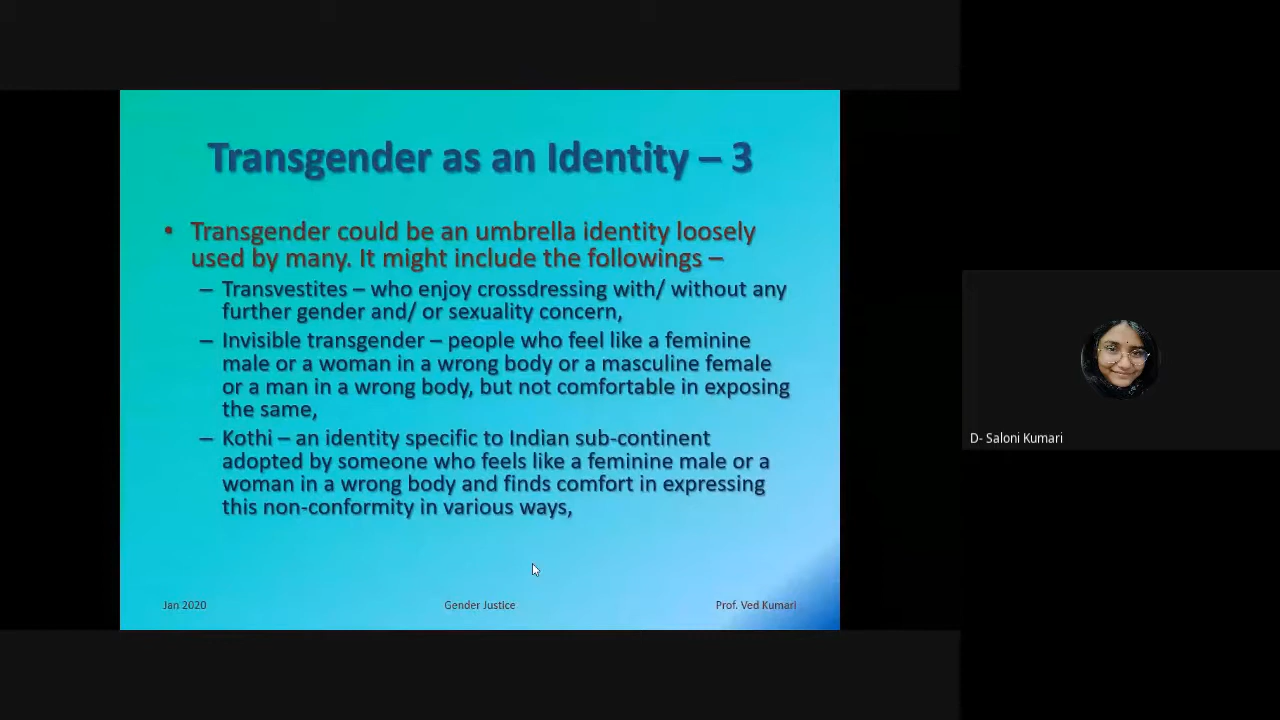 Transgender as an Identity – 3
• Transgender could be an umbrella identity loosely
used by many. It might include the followings –
– Transvestites – who enjoy crossdressing with/ without any
further gender and/ or sexuality concern,
– Invisible transgender – people who feel like a feminine
male or a woman in a wrong body or a masculine female
or a man in a wrong body, but not comfortable in exposing
the same,
– Kothi – an identity specific to Indian sub-continent
adopted by someone who feels like a feminine male or a
woman in a wrong body and finds comfort in expressing
this non-conformity in various ways,
Jan 2020
Gender Justice
Prof. Ved Kumari
D- Saloni Kumari